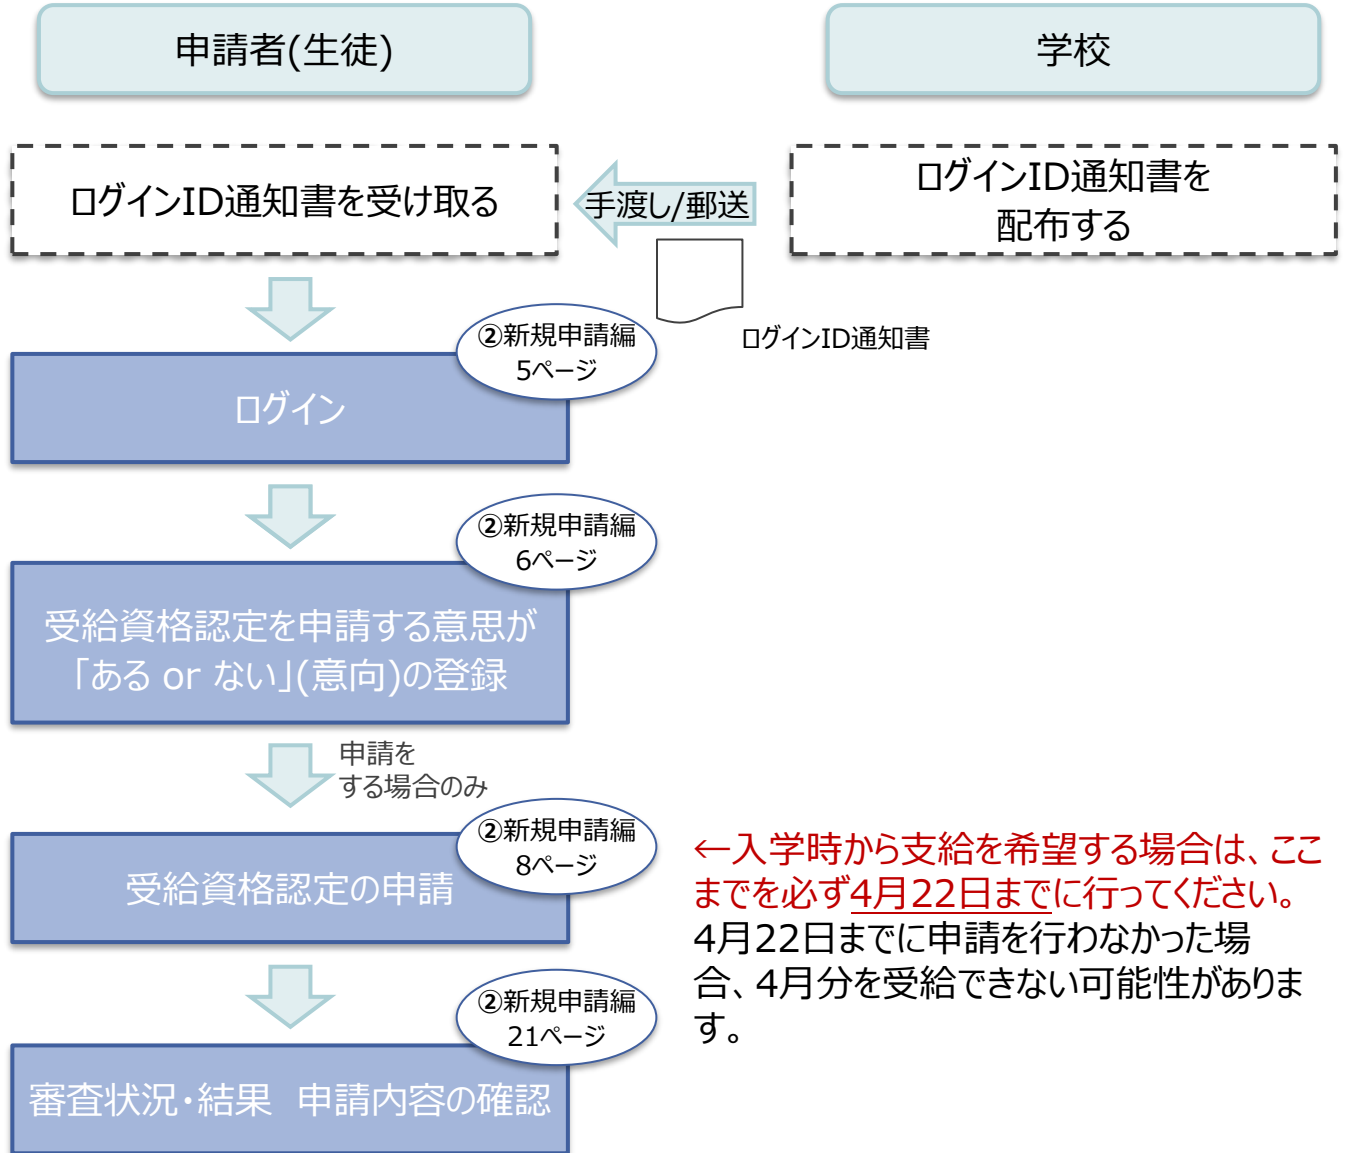 申請者(生徒)
学校
ログインID通知書を受け取る
手渡し/郵送
ログインID通知書を
配布する
ログインID通知書
②新規申請編
5ページ
ログイン
②新規申請編
6ページ
受給資格認定を申請する意思が
「ある or ない」(意向)の登録
申請を
する場合のみ
②新規申請編
8ページ
受給資格認定の申請
←入学時から支給を希望する場合は、ここ
までを必ず4月22日までに行ってください。
4月22日までに申請を行わなかった場
合、4月分を受給できない可能性がありま
す。
②新規申請編
21ページ
審査状況・結果　申請内容の確認